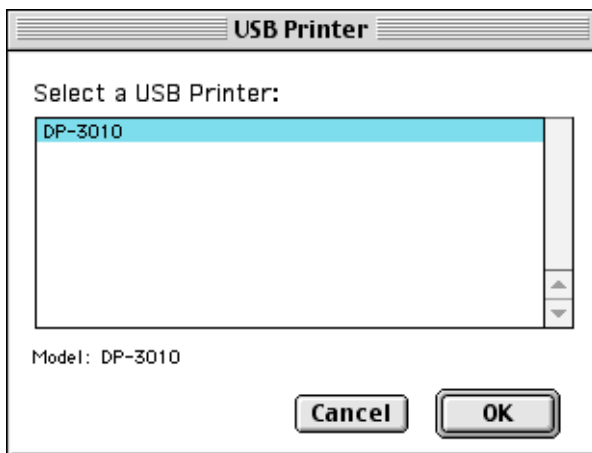 USB Printer
Select a USB Printer:
DP-3010
Model: DP-3010
Cancel OK